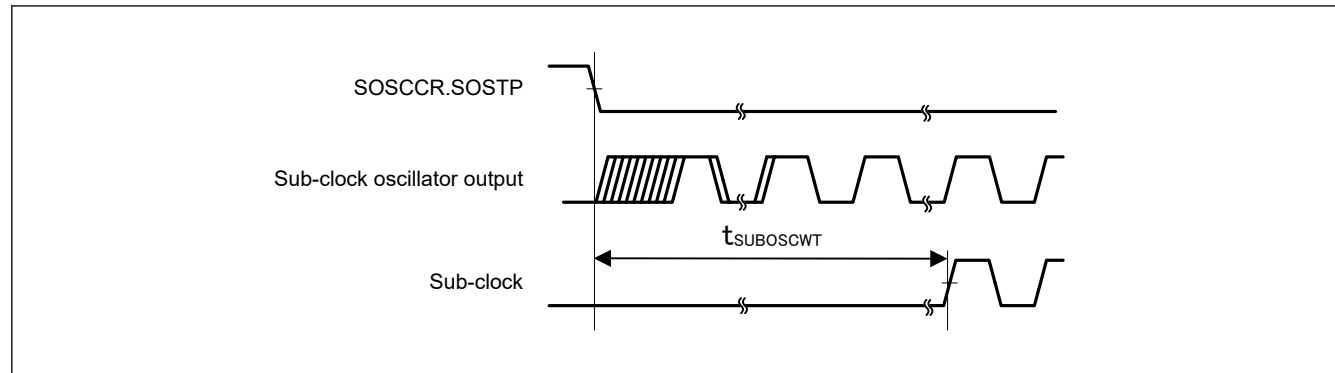 SOSCCR.SOSTP
Sub-clock oscillator output
tSUBOSCWT
Sub-clock